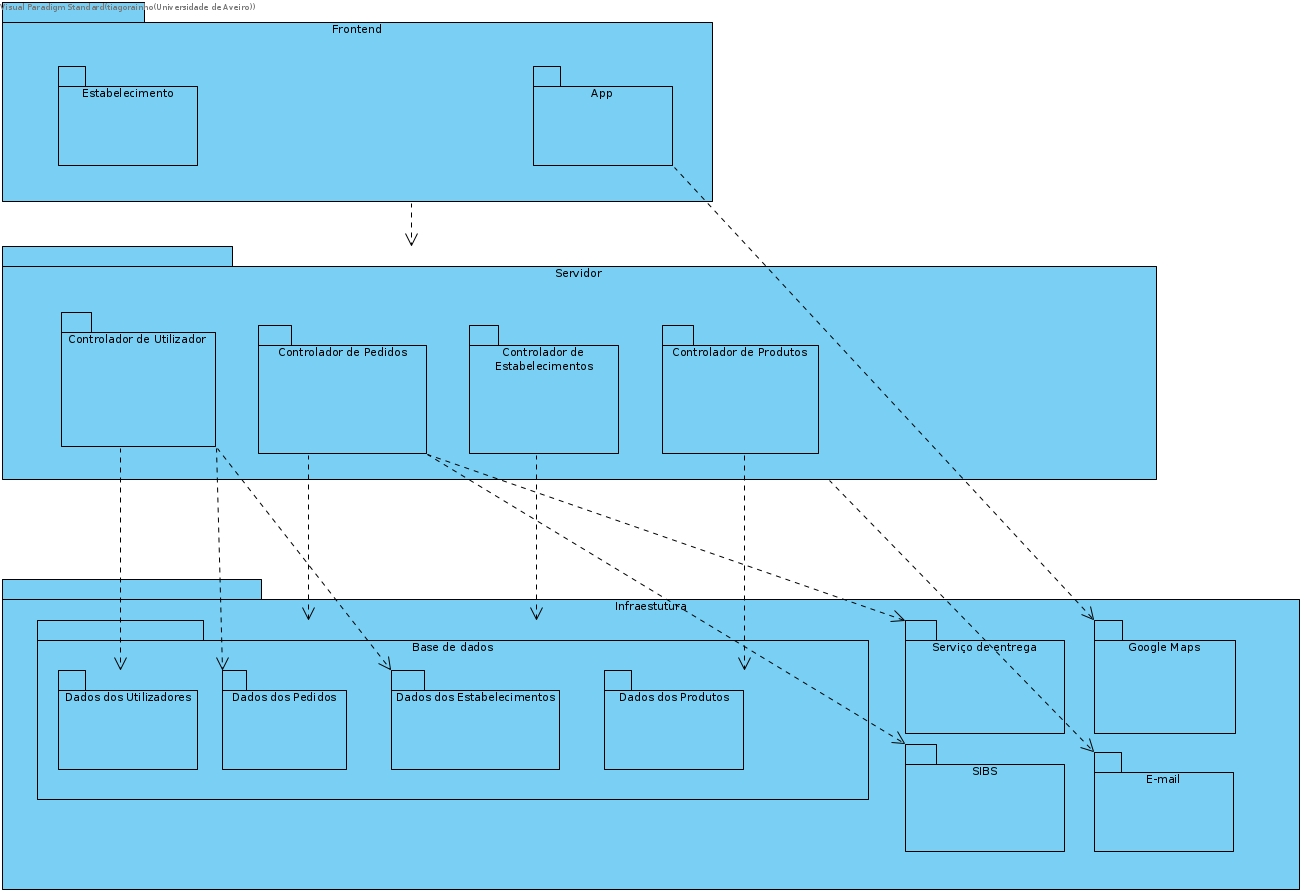 Visual Paradigm Standard(tiagorainho(Universidade de Aveiro))
Frontend
Estabelecimento
App
Servidor
Controlador de Utilizador
Controlador de Pedidos
Controlador de
Estabelecimentos
Controlador de Produtos
Infraestutura
Base de dados
Dados dos Utilizadores
Dados dos Pedidos
Dados dos Estabelecimentos
Dados dos Produtos
Serviço de entrega
Google Maps
SIBS
E-mail